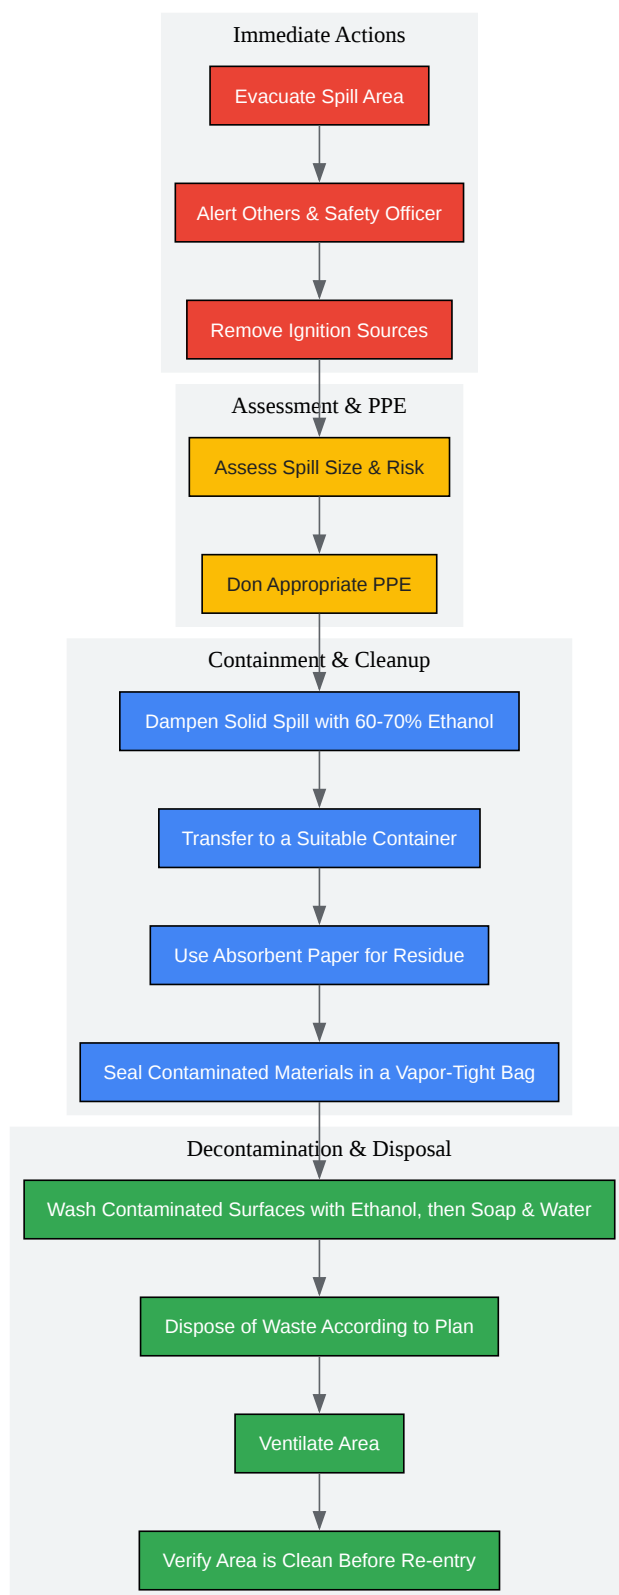 Immediate Actions
Evacuate Spill Area
Alert Others & Safety Officer
Remove Ignition Sources
Assessment & PPE
Assess Spill Size & Risk
Don Appropriate PPE
Containment & Cleanup
Dampen Solid Spill with 60-70% Ethanol
Transfer to a Suitable Container
Use Absorbent Paper for Residue
Seal Contaminated Materials in a Vapor-Tight Bag
Decontamination & Disposal
Wash Contaminated Surfaces with Ethanol, then Soap & Water
Dispose of Waste According to Plan
Ventilate Area
Verify Area is Clean Before Re-entry